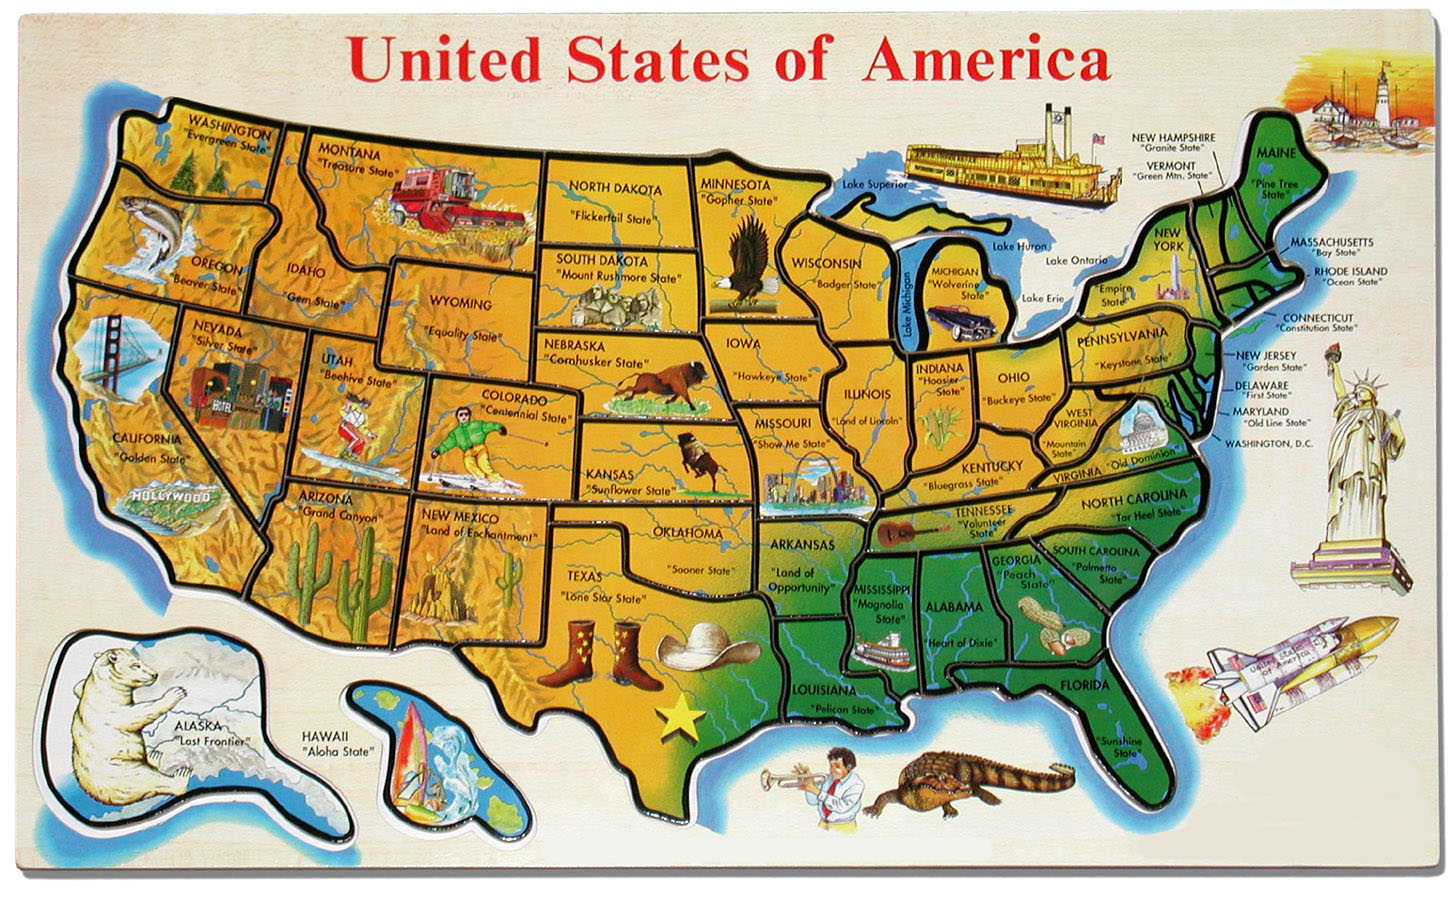 United States of America
WASHINGTON
"Evergreen State"
MONTANA
"Treasure State"
NORTH DAKOTA
"Flickertail State"
MINNESOTA
"Gopher State"
Lake Superior
NEW HAMPSHIRE
"Granite State"
VERMONT
"Green Mtn. State"
MAINE
"Pine Tree
State"
OREGON
"Beaver State"
IDAHO
"Gem State"
WYOMING
"Equality State"
SOUTH DAKOTA
"Mount Rushmore State"
WISCONSIN
"Badger State"
Lake Michigan
MICHIGAN
"Wolverine
State"
Lake Huron
Lake Ontario
Lake Erie
NEW
YORK
"Empire
State"
MASSACHUSETTS
"Bay State"
RHODE ISLAND
"Ocean State"
CONNECTICUT
"Constitution State"
NEW JERSEY
"Garden State"
DELAWARE
"First State"
MARYLAND
"Old Line State"
WASHINGTON, D.C.
NEVADA
"Silver State"
HOTEL
UTAH
"Beehive State"
COLORADO
"Centennial State"
NEBRASKA
"Cornhusker State"
IOWA
"Hawkeye State"
ILLINOIS
"Land of Lincoln"
INDIANA
"Hoosier
State"
OHIO
"Buckeye State"
PENNSYLVANIA
"Keystone State"
WEST
VIRGINIA
"Mountain
State"
VIRGINIA
"Old Dominion"
CALIFORNIA
"Golden State"
HOLLYWOOD
ARIZONA
"Grand Canyon"
NEW MEXICO
"Land of Enchantment"
KANSAS
"Sunflower State"
MISSOURI
"Show Me State"
KENTUCKY
"Bluegrass State"
TENNESSEE
"Volunteer
State"
NORTH CAROLINA
"Tar Heel State"
SOUTH CAROLINA
"Palmetto
State"
OKLAHOMA
"Sooner State"
ARKANSAS
"Land of
Opportunity"
TEXAS
"Lone Star State"
MISSISSIPPI
"Magnolia
State"
ALABAMA
"Heart of Dixie"
GEORGIA
"Peach
State"
LOUISIANA
"Pelican State"
FLORIDA
"Sunshine
State"
United States
of America
ALASKA
"Last Frontier"
HAWAII
"Aloha State"